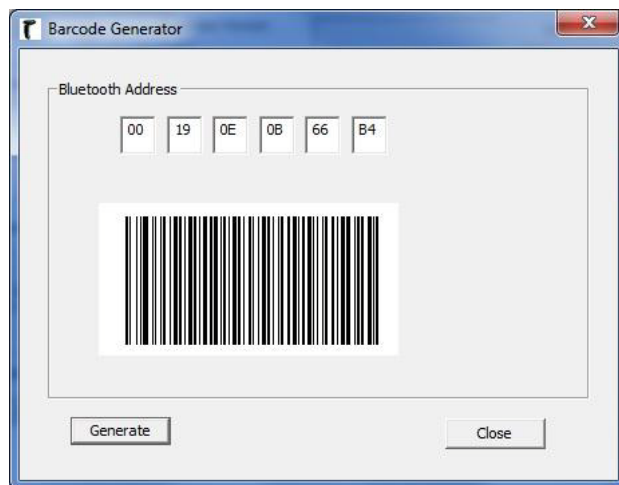 Barcode Generator
Bluetooth Address
00 19 0E 0B 66 B4
Generate Close